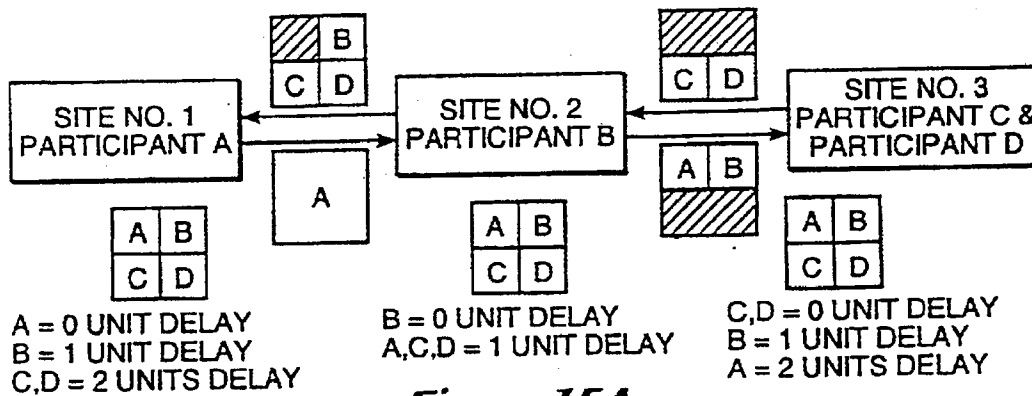 B
C D
C D
SITE NO. 1
PARTICIPANT A
SITE NO. 2
PARTICIPANT B
SITE NO. 3
PARTICIPANT C &
PARTICIPANT D
A
A B
A B
C D
A B
C D
A B
C D
A = 0 UNIT DELAY
B = 1 UNIT DELAY
C,D = 2 UNITS DELAY
B = 0 UNIT DELAY
A,C,D = 1 UNIT DELAY
C,D = 0 UNIT DELAY
B = 1 UNIT DELAY
A = 2 UNITS DELAY